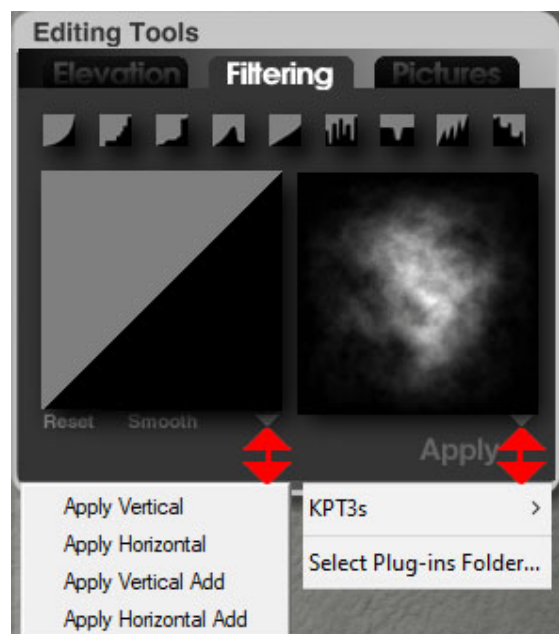 Editing Tools
Elevation Filtering Pictures
Reset Smooth
Apply
Apply Vertical
Apply Horizontal
Apply Vertical Add
Apply Horizontal Add
KPT3s >
Select Plug-ins Folder...